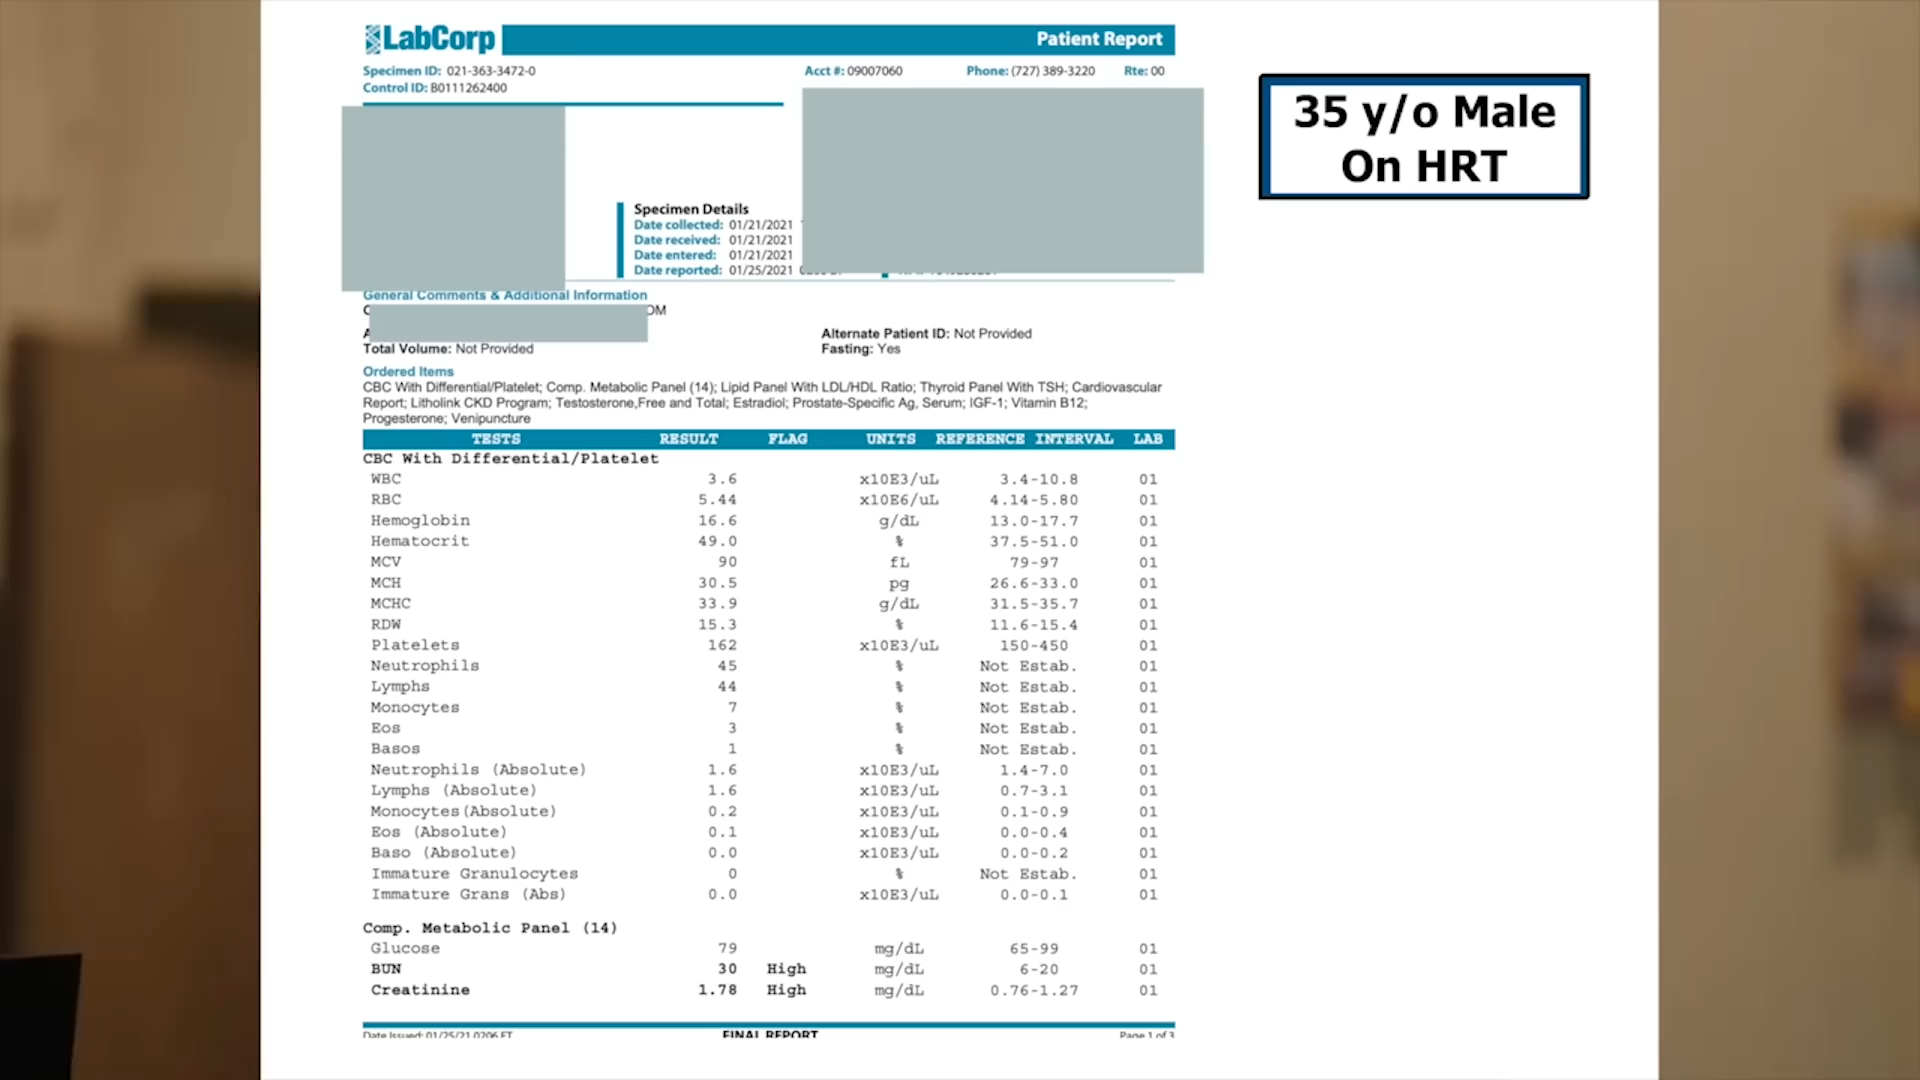 LabCorp Patient Report
Specimen ID: 021-363-3472-0 Acct #: 09007060 Phone: (727) 389-3220 Rte: 00
Control ID: B0111262400
35 y/o Male
On HRT
Specimen Details
Date collected: 01/21/2021
Date received: 01/21/2021
Date entered: 01/21/2021
Date reported: 01/25/2021
General Comments & Additional Information
Alternate Patient ID: Not Provided
Total Volume: Not Provided Fasting: Yes
Ordered Items
CBC With Differential/Platelet; Comp. Metabolic Panel (14); Lipid Panel With LDL/HDL Ratio; Thyroid Panel With TSH; Cardiovascular
Report; Litholink CKD Program; Testosterone,Free and Total; Estradiol; Prostate-Specific Ag, Serum; IGF-1; Vitamin B12;
Progesterone; Venipuncture
TESTS RESULT FLAG UNITS REFERENCE INTERVAL LAB
CBC With Differential/Platelet
WBC 3.6 x10E3/uL 3.4-10.8 01
RBC 5.44 x10E6/uL 4.14-5.80 01
Hemoglobin 16.6 g/dL 13.0-17.7 01
Hematocrit 49.0 % 37.5-51.0 01
MCV 90 fL 79-97 01
MCH 30.5 pg 26.6-33.0 01
MCHC 33.9 g/dL 31.5-35.7 01
RDW 15.3 % 11.6-15.4 01
Platelets 162 x10E3/uL 150-450 01
Neutrophils 45 % Not Estab. 01
Lymphs 44 % Not Estab. 01
Monocytes 7 % Not Estab. 01
Eos 3 % Not Estab. 01
Basos 1 % Not Estab. 01
Neutrophils (Absolute) 1.6 x10E3/uL 1.4-7.0 01
Lymphs (Absolute) 1.6 x10E3/uL 0.7-3.1 01
Monocytes(Absolute) 0.2 x10E3/uL 0.1-0.9 01
Eos (Absolute) 0.1 x10E3/uL 0.0-0.4 01
Baso (Absolute) 0.0 x10E3/uL 0.0-0.2 01
Immature Granulocytes 0 % Not Estab. 01
Immature Grans (Abs) 0.0 x10E3/uL 0.0-0.1 01
Comp. Metabolic Panel (14)
Glucose 79 mg/dL 65-99 01
BUN 30 High mg/dL 6-20 01
Creatinine 1.78 High mg/dL 0.76-1.27 01
Date Issued: 01/25/21 0206 ET FINAL REPORT Page 1 of 3